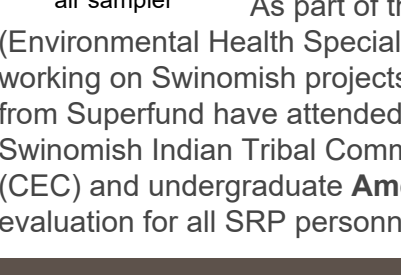 air sampler As part of th
(Environmental Health Special
working on Swinomish projects
from Superfund have attended
Swinomish Indian Tribal Comm
(CEC) and undergraduate Ame
evaluation for all SRP personn